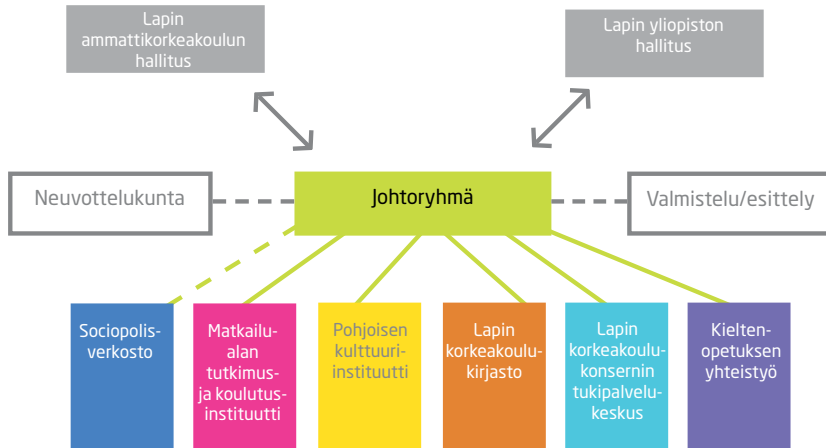 Lapin
ammattikorkeakoulun
hallitus
Lapin yliopiston
hallitus
Neuvottelukunta
Johtoryhmä
Valmistelu/esittely
Sociopolis-
verkosto
Matkailu-
alan
tutkimus-
ja koulutus-
instituutti
Pohjoisen
kulttuuri-
instituutti
Lapin
korkeakoulu-
kirjasto
Lapin
korkeakoulu-
konsernin
tukipalvelu-
keskus
Kielten-
opetuksen
yhteistyö